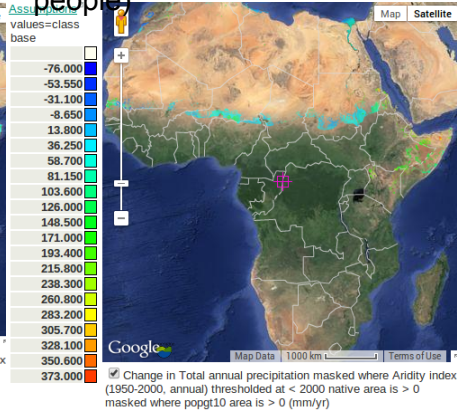 people)
Assumptions
values=class
base
-76.000
-53.550
-31.100
-8.650
13.800
36.250
58.700
81.150
103.600
126.000
148.500
171.000
193.400
215.800
238.300
260.800
283.200
305.700
328.100
350.600
373.000
Map
Satellite
+
−
Google
Map Data
1000 km
Terms of Use
Change in Total annual precipitation masked where Aridity index
(1950-2000, annual) thresholded at < 2000 native area is > 0
masked where popgt10 area is > 0 (mm/yr)